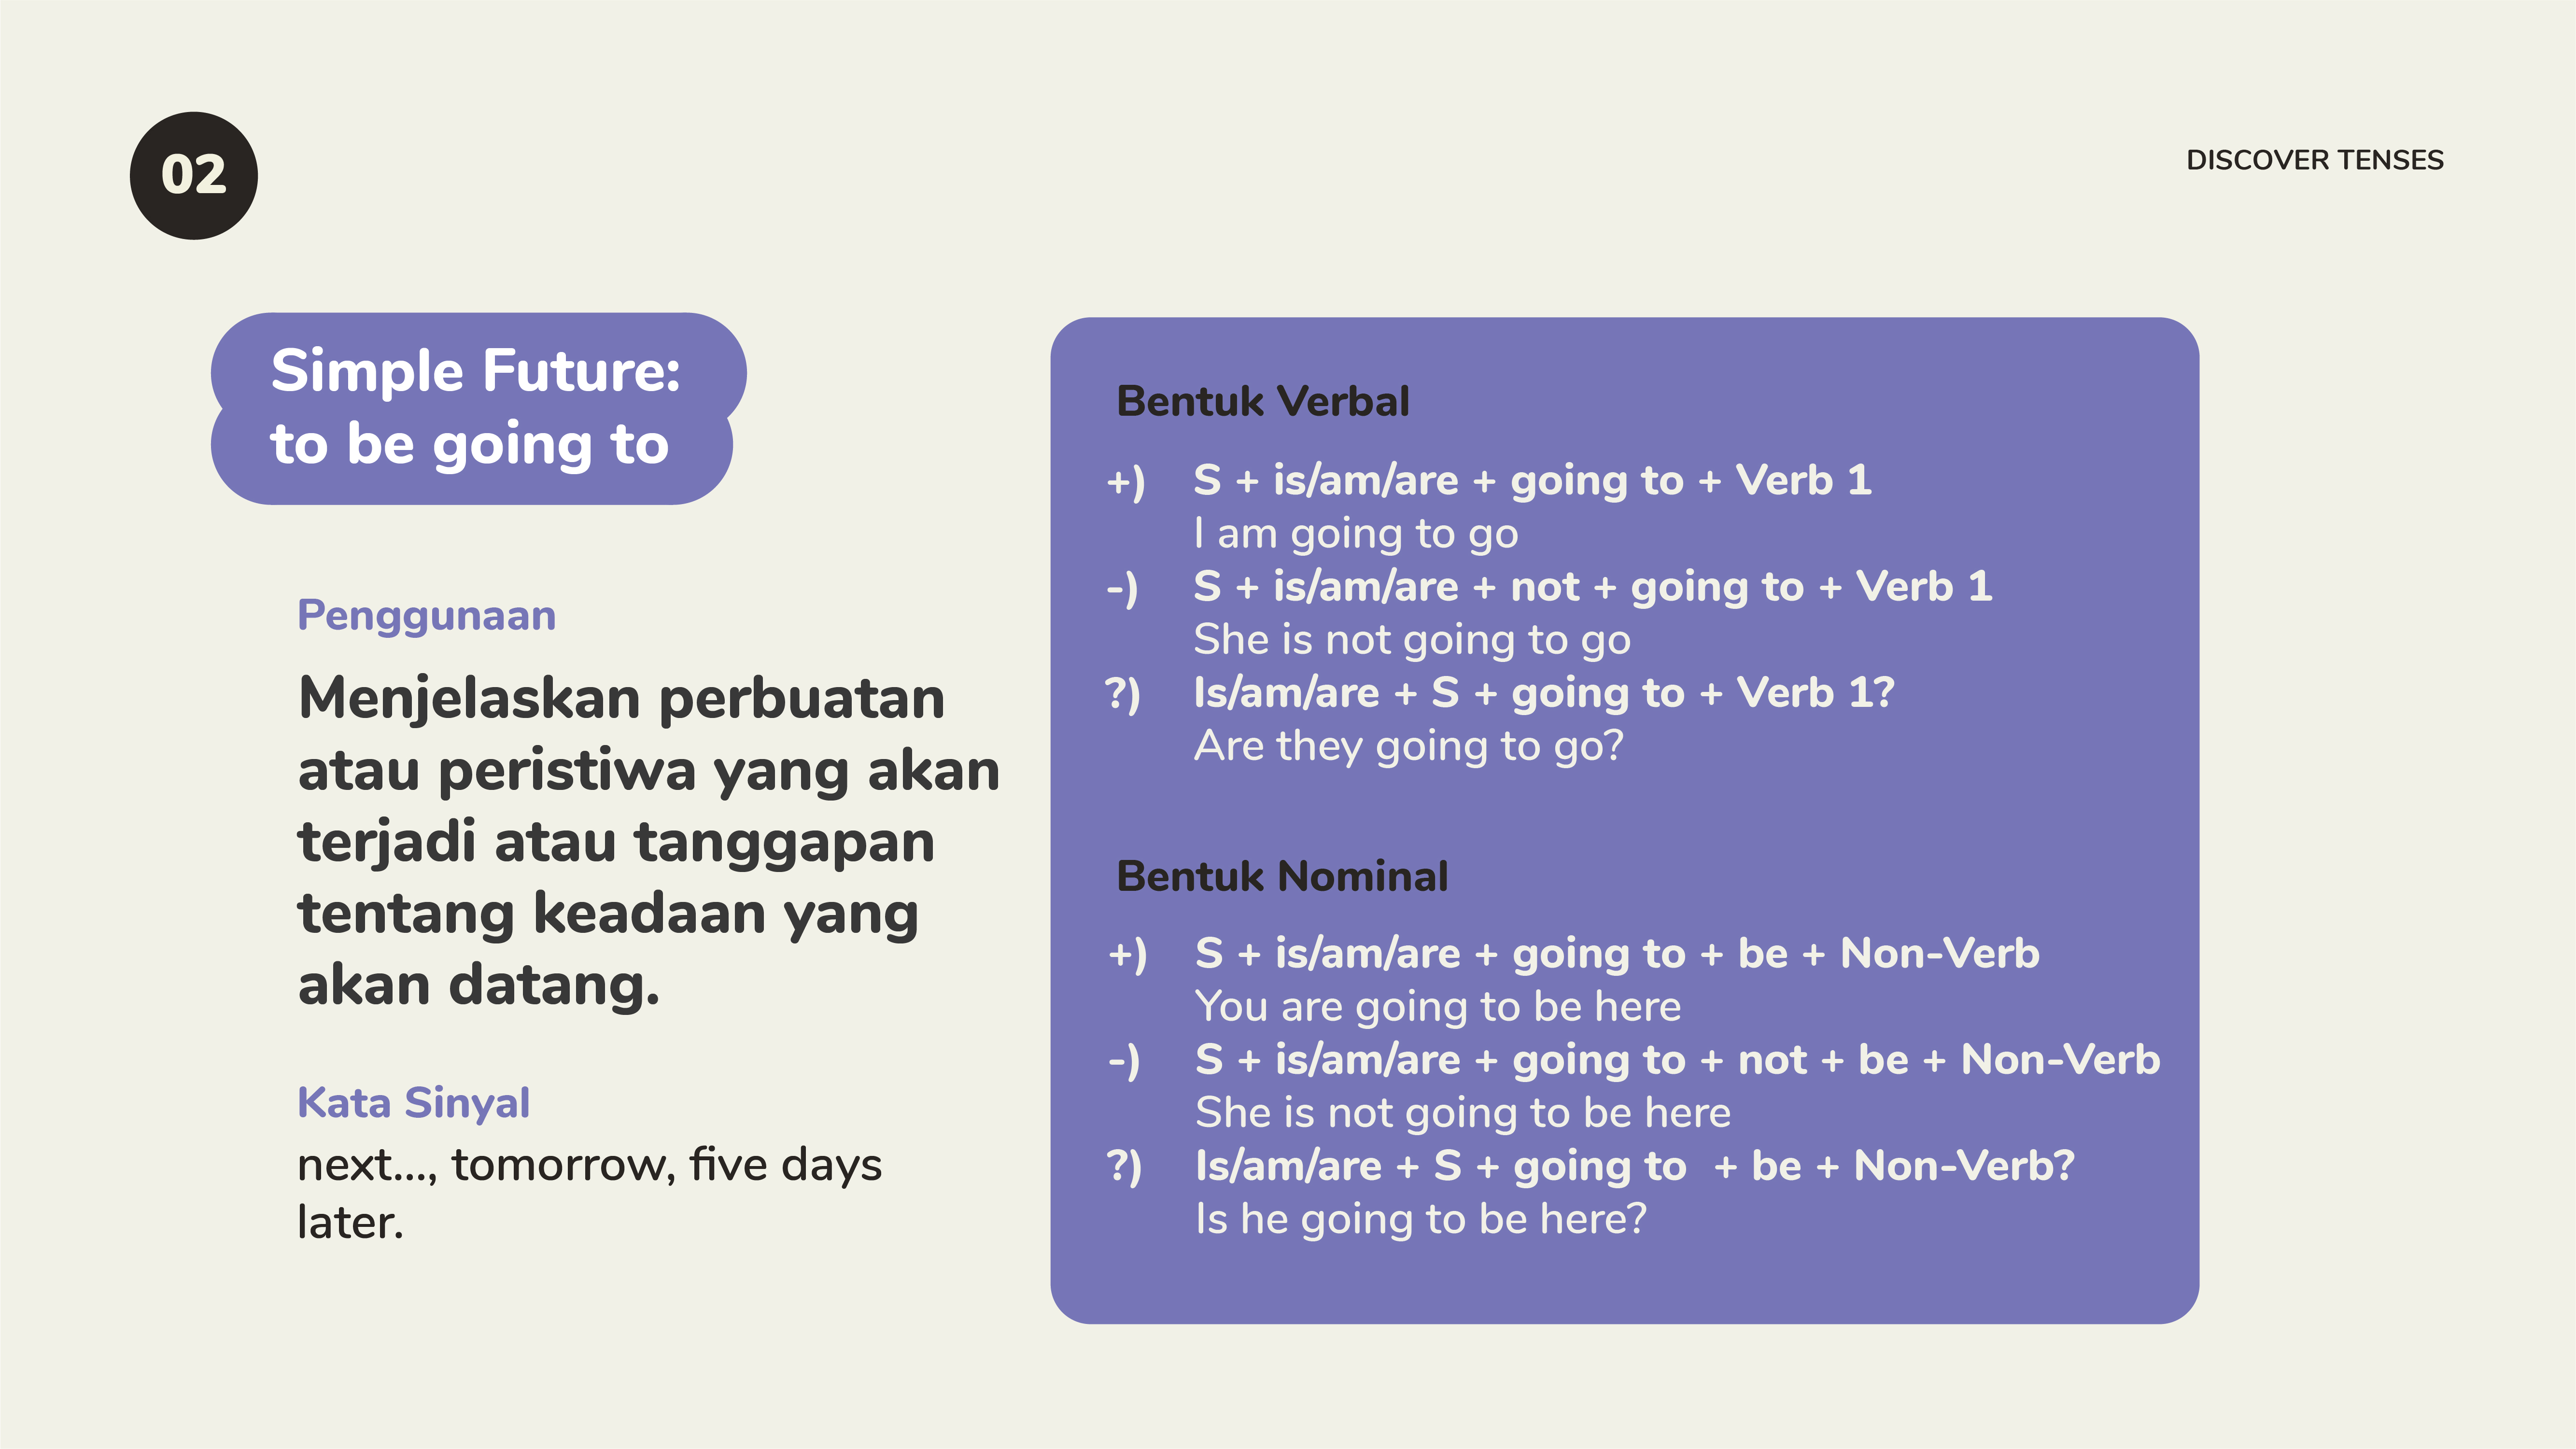 02
DISCOVER TENSES
Simple Future:
to be going to
Penggunaan
Menjelaskan perbuatan
atau peristiwa yang akan
terjadi atau tanggapan
tentang keadaan yang
akan datang.
Kata Sinyal
next..., tomorrow, five days
later.
Bentuk Verbal
+) S + is/am/are + going to + Verb 1
I am going to go
-) S + is/am/are + not + going to + Verb 1
She is not going to go
?) Is/am/are + S + going to + Verb 1?
Are they going to go?
Bentuk Nominal
+) S + is/am/are + going to + be + Non-Verb
You are going to be here
-) S + is/am/are + going to + not + be + Non-Verb
She is not going to be here
?) Is/am/are + S + going to + be + Non-Verb?
Is he going to be here?